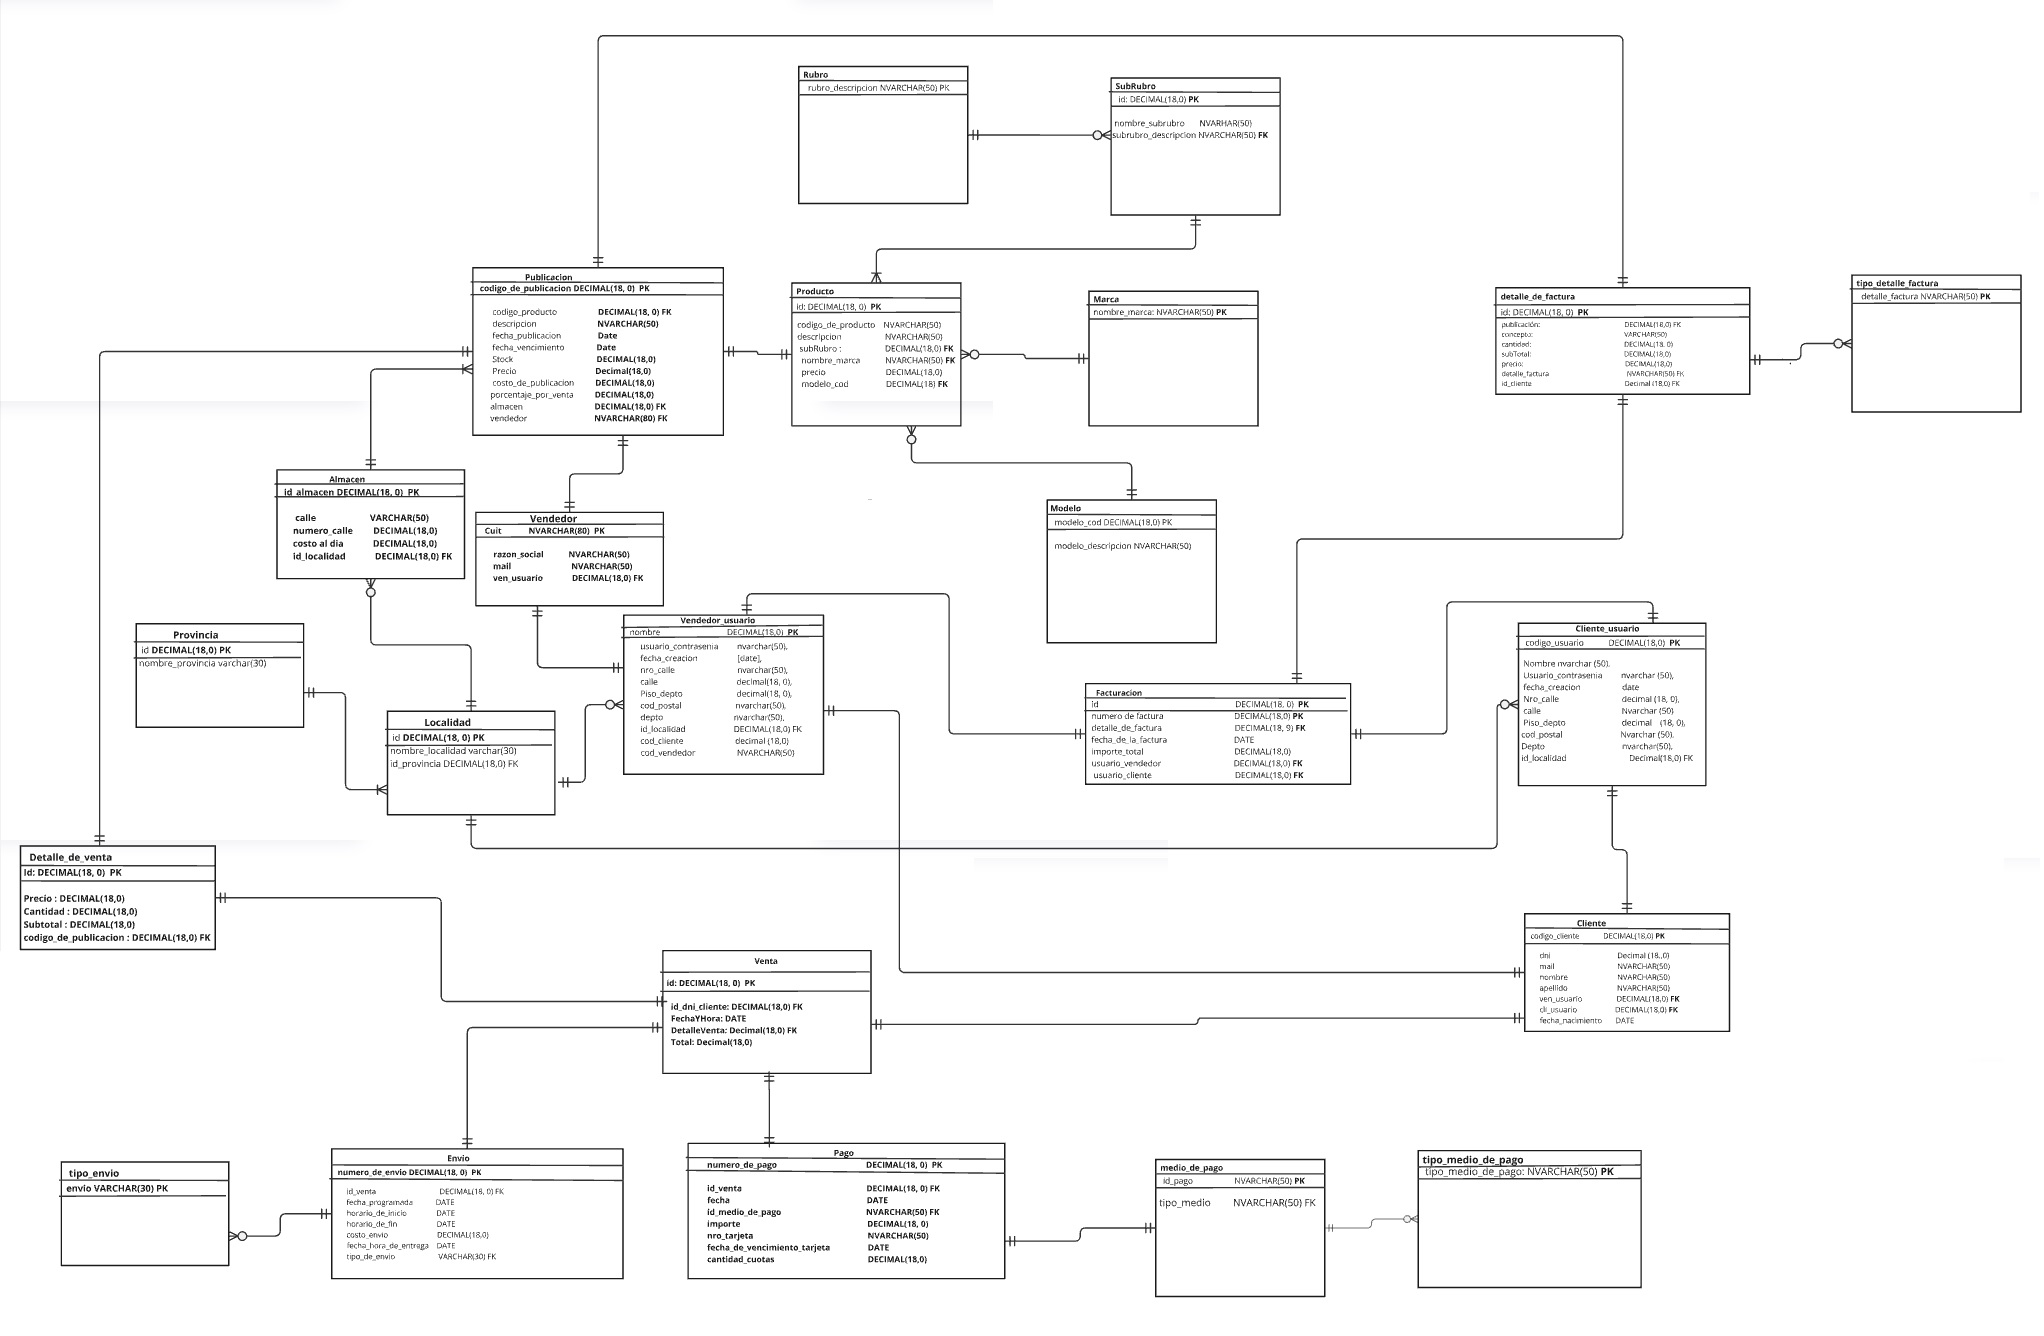 Rubro
rubro_descripcion NVARCHAR(50) PK
SubRubro
id: DECIMAL(18,0) PK
nombre_subrubro NVARHAR(50)
subrubro_descripcion NVARCHAR(50) FK
Publicacion
codigo_de_publicacion DECIMAL(18, 0) PK
codigo_producto DECIMAL(18, 0) FK
descripcion NVARCHAR(50)
fecha_publicacion Date
fecha_vencimiento Date
Stock DECIMAL(18,0)
Precio Decimal(18,0)
costo_de_publicacion DECIMAL(18,0)
porcentaje_por_venta DECIMAL(18,0)
almacen DECIMAL(18,0) FK
vendedor NVARCHAR(80) FK
Producto
id: DECIMAL(18, 0) PK
codigo_de_producto NVARCHAR(50)
descripcion NVARCHAR(50)
subRubro : DECIMAL(18,0) FK
nombre_marca NVARCHAR(50) FK
precio DECIMAL(18,0)
modelo_cod DECIMAL(18) FK
Marca
nombre_marca: NVARCHAR(50) PK
detalle_de_factura
id: DECIMAL(18, 0) PK
publicación: DECIMAL(18,0) FK
concepto: VARCHAR(50)
cantidad: DECIMAL(18, 0)
subTotal: DECIMAL(18,0)
precio: DECIMAL(18,0)
detalle_factura NVARCHAR(50) FK
id_cliente Decimal (18,0) FK
tipo_detalle_factura
detalle_factura NVARCHAR(50) PK
Almacen
id_almacen DECIMAL(18, 0) PK
calle VARCHAR(50)
numero_calle DECIMAL(18,0)
costo al dia DECIMAL(18,0)
id_localidad DECIMAL(18,0) FK
Vendedor
Cuit NVARCHAR(80) PK
razon_social NVARCHAR(50)
mail NVARCHAR(50)
ven_usuario DECIMAL(18,0) FK
Modelo
modelo_cod DECIMAL(18,0) PK
modelo_descripcion NVARCHAR(50)
Provincia
id DECIMAL(18,0) PK
nombre_provincia varchar(30)
Vendedor_usuario
nombre DECIMAL(18,0) PK
usuario_contrasenia nvarchar(50),
fecha_creacion [date],
nro_calle nvarchar(50),
calle decimal(18, 0),
Piso_depto decimal(18, 0),
cod_postal nvarchar(50),
depto nvarchar(50),
id_localidad DECIMAL(18,0) FK
cod_cliente decimal (18,0)
cod_vendedor NVARCHAR(50)
Localidad
id DECIMAL(18, 0) PK
nombre_localidad varchar(30)
id_provincia DECIMAL(18,0) FK
Facturacion
id DECIMAL(18, 0) PK
numero de factura DECIMAL(18,0) PK
detalle_de_factura DECIMAL(18, 9) FK
fecha_de_la_factura DATE
importe_total DECIMAL(18,0)
usuario_vendedor DECIMAL(18,0) FK
usuario_cliente DECIMAL(18,0) FK
Cliente_usuario
codigo_usuario DECIMAL(18,0) PK
Nombre nvarchar (50),
Usuario_contrasenia nvarchar (50),
fecha_creacion date
Nro_calle decimal (18, 0),
calle Nvarchar (50)
Piso_depto decimal (18, 0),
cod_postal Nvarchar (50),
Depto nvarchar(50),
id_localidad Decimal(18,0) FK
Detalle_de_venta
Id: DECIMAL(18, 0) PK
Precio : DECIMAL(18,0)
Cantidad : DECIMAL(18,0)
Subtotal : DECIMAL(18,0)
codigo_de_publicacion : DECIMAL(18,0) FK
Venta
id: DECIMAL(18, 0) PK
id_dni_cliente: DECIMAL(18,0) FK
FechaYHora: DATE
DetalleVenta: Decimal(18,0) FK
Total: Decimal(18,0)
Cliente
codigo_cliente DECIMAL(18,0) PK
dni Decimal (18,,0)
mail NVARCHAR(50)
nombre NVARCHAR(50)
apellido NVARCHAR(50)
ven_usuario DECIMAL(18,0) FK
cli_usuario DECIMAL(18,0) FK
fecha_nacimiento DATE
tipo_envio
envio VARCHAR(30) PK
Envio
numero_de_envio DECIMAL(18, 0) PK
id_venta DECIMAL(18, 0) FK
fecha_programada DATE
horario_de_inicio DATE
horario_de_fin DATE
costo_envio DECIMAL(18,0)
fecha_hora_de_entrega DATE
tipo_de_envio VARCHAR(30) FK
Pago
numero_de_pago DECIMAL(18, 0) PK
id_venta DECIMAL(18, 0) FK
fecha DATE
id_medio_de_pago NVARCHAR(50) FK
importe DECIMAL(18, 0)
nro_tarjeta NVARCHAR(50)
fecha_de_vencimiento_tarjeta DATE
cantidad_cuotas DECIMAL(18,0)
medio_de_pago
id_pago NVARCHAR(50) PK
tipo_medio NVARCHAR(50) FK
tipo_medio_de_pago
tipo_medio_de_pago: NVARCHAR(50) PK